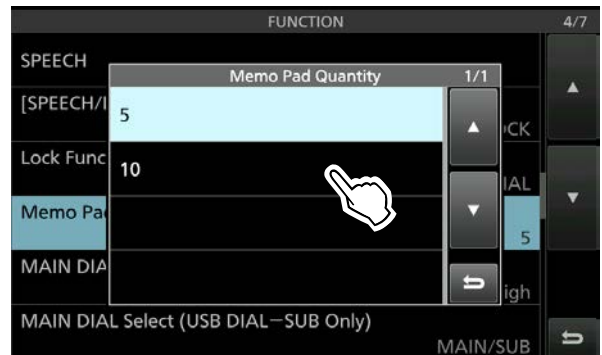 FUNCTION 4/7
SPEECH
Memo Pad Quantity 1/1
[SPEECH/
5
CK
Lock Func
10
IAL
Memo Pa
5
MAIN DIA
igh
MAIN DIAL Select (USB DIAL—SUB Only)
MAIN/SUB